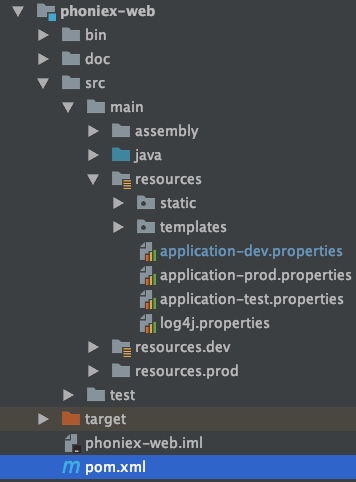 phoniex-web
bin
doc
src
main
assembly
java
resources
static
templates
application-dev.properties
application-prod.properties
application-test.properties
log4j.properties
resources.dev
resources.prod
test
target
phoniex-web.iml
pom.xml